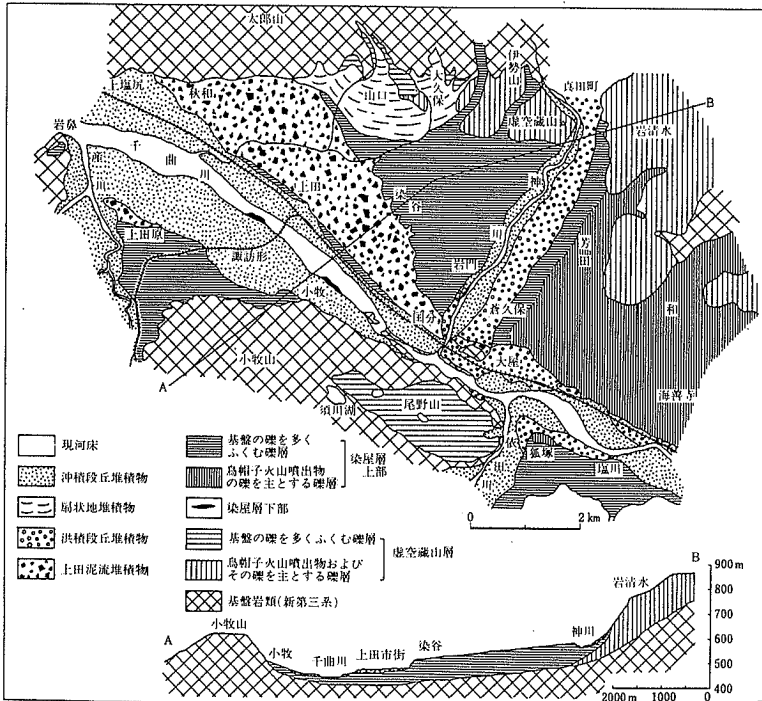 太郎山
上塩尻
秋和
山口
大久保
伊勢山
真田町
虚空蔵山
B
岩鼻
産川
千曲川
上田
染谷
神川
岩清水
上田原
諏訪形
小牧
国分
岩門
蒼久保
芳田
和
A
小牧山
大屋
海善寺
須川湖
尾野山
依田川
狐塚
塩川
0 2 km
現河床
沖積段丘堆積物
扇状地堆積物
洪積段丘堆積物
上田泥流堆積物
基盤の礫を多く
ふくむ礫層
烏帽子火山噴出物
の礫を主とする礫層
染屋層
上部
染屋層下部
基盤の礫を多くふくむ礫層
烏帽子火山噴出物および
その礫を主とする礫層
虚空蔵山層
基盤岩類(新第三系)
A
小牧山
小牧
千曲川
上田市街
染谷
神川
岩清水
B
900m
800
700
600
500
400
2000m 1000 0